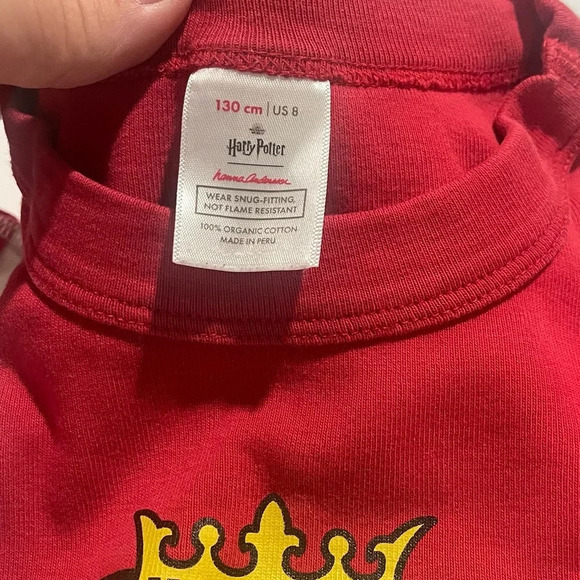 130 cm | US 8
Harry Potter
hanna andersson
WEAR SNUG-FITTING,
NOT FLAME RESISTANT
100% ORGANIC COTTON
MADE IN PERU